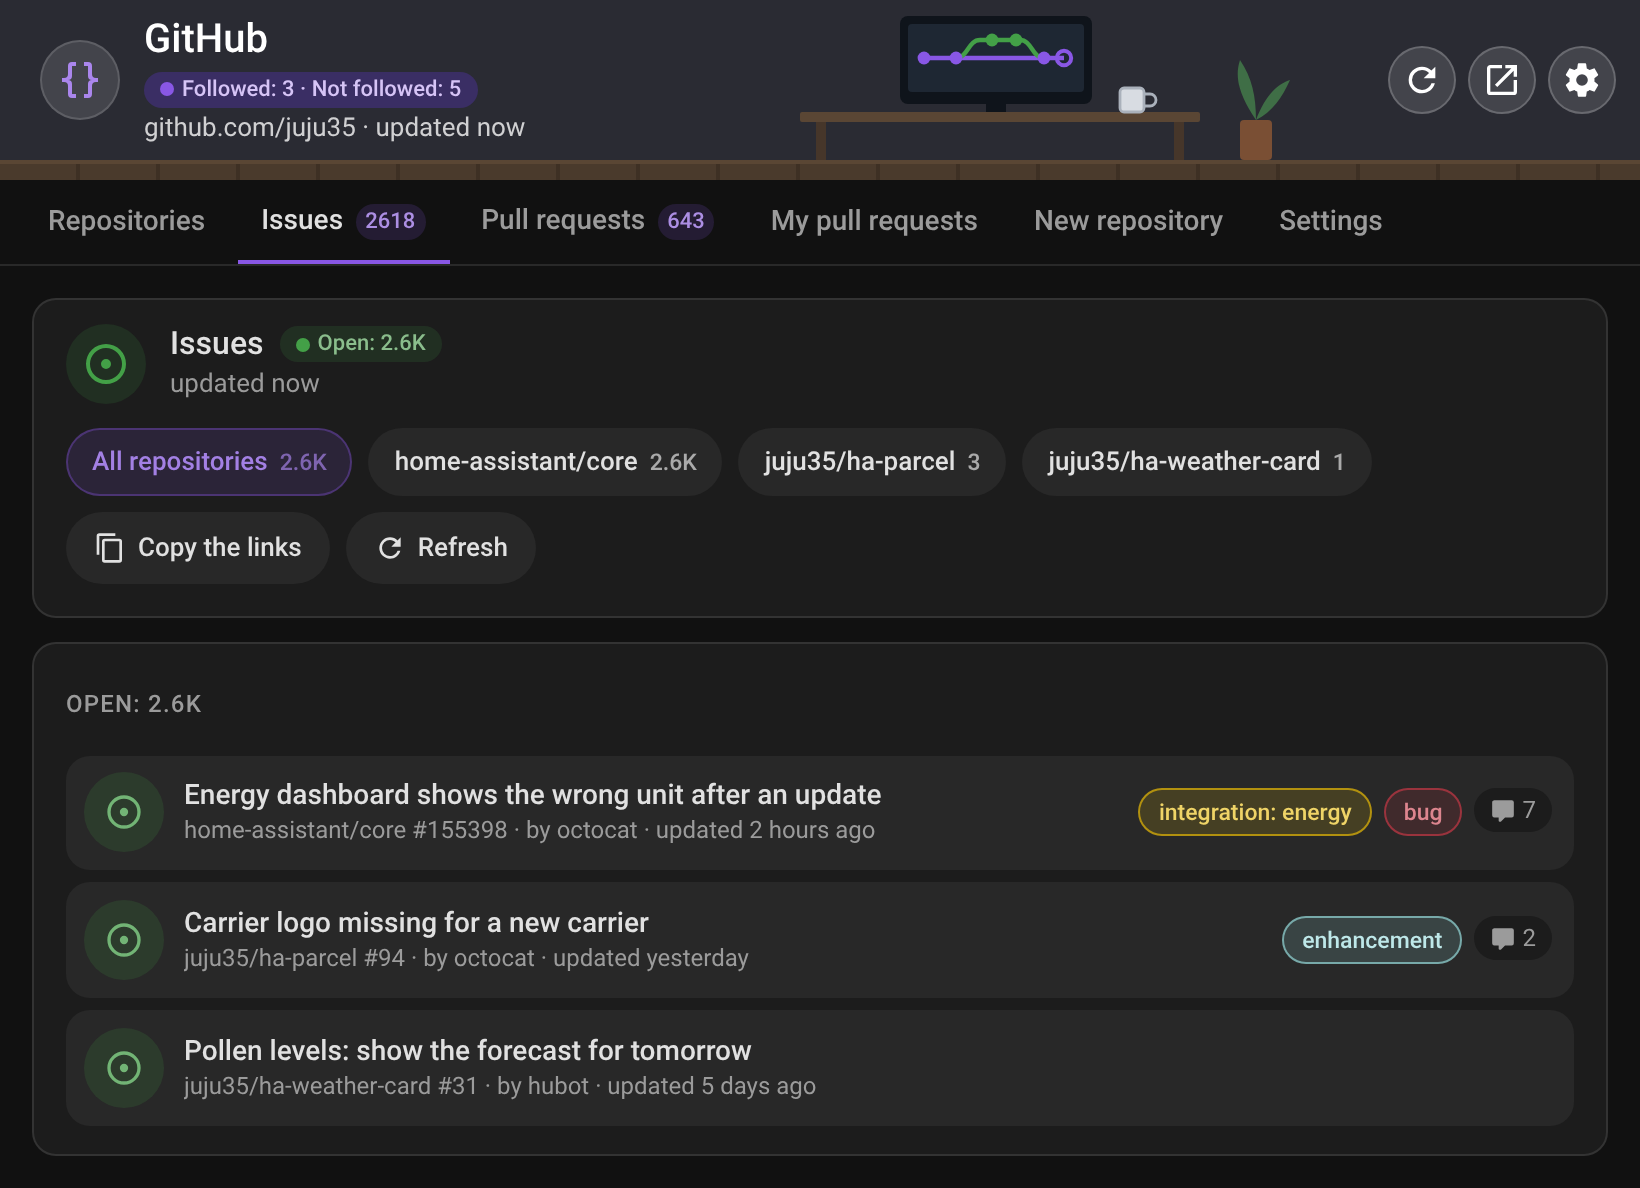 GitHub
Followed: 3 · Not followed: 5
github.com/juju35 · updated now
Repositories
Issues 2618
Pull requests 643
My pull requests
New repository
Settings
Issues
Open: 2.6K
updated now
All repositories 2.6K
home-assistant/core 2.6K
juju35/ha-parcel 3
juju35/ha-weather-card 1
Copy the links
Refresh
OPEN: 2.6K
Energy dashboard shows the wrong unit after an update
home-assistant/core #155398 · by octocat · updated 2 hours ago
integration: energy
bug
7
Carrier logo missing for a new carrier
juju35/ha-parcel #94 · by octocat · updated yesterday
enhancement
2
Pollen levels: show the forecast for tomorrow
juju35/ha-weather-card #31 · by hubot · updated 5 days ago